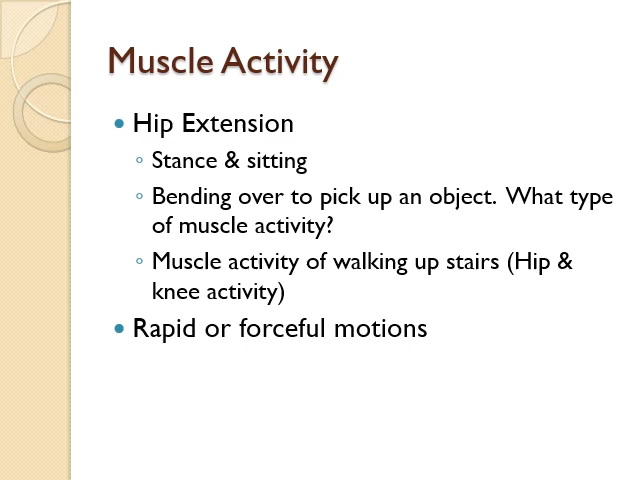 Muscle Activity
• Hip Extension
◦ Stance & sitting
◦ Bending over to pick up an object.  What type
of muscle activity?
◦ Muscle activity of walking up stairs (Hip &
knee activity)
• Rapid or forceful motions